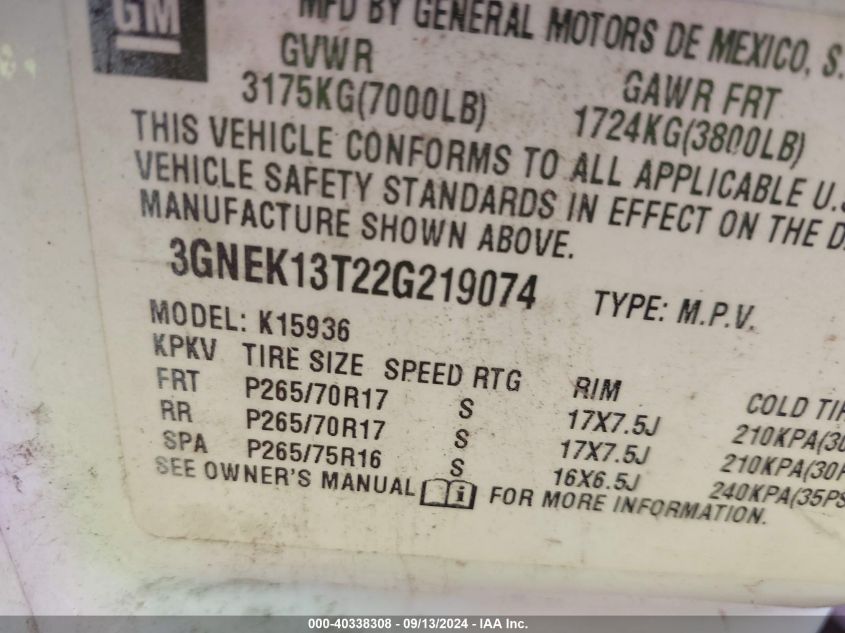 GM
MFD BY GENERAL MOTORS DE MEXICO, S.
GVWR GAWR FRT
3175KG(7000LB) 1724KG(3800LB)
THIS VEHICLE CONFORMS TO ALL APPLICABLE U.S
VEHICLE SAFETY STANDARDS IN EFFECT ON THE D
MANUFACTURE SHOWN ABOVE.
3GNEK13T22G219074 TYPE: M.P.V.
MODEL: K15936
KPKV TIRE SIZE SPEED RTG RIM COLD TIR
FRT P265/70R17 S 17X7.5J 210KPA(30
RR P265/70R17 S 17X7.5J 210KPA(30P
SPA P265/75R16 S 16X6.5J 240KPA(35PS
SEE OWNER'S MANUAL FOR MORE INFORMATION.
000-40338308 - 09/13/2024 - IAA Inc.